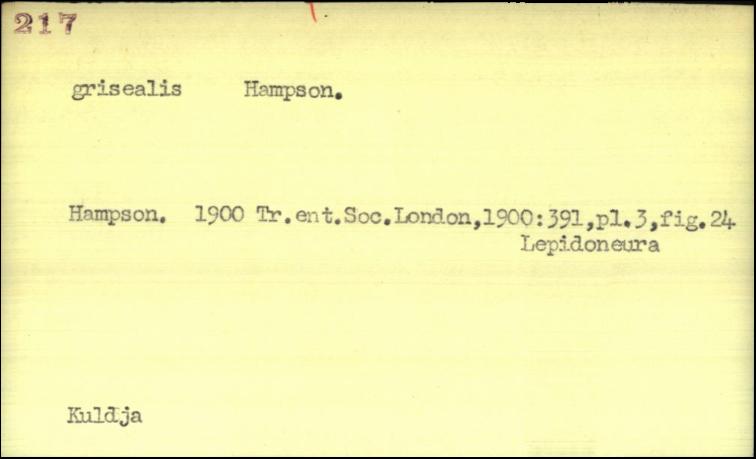 217
grisealis Hampson.
Hampson. 1900 Tr.ent.Soc.London,1900:391,pl.3,fig.24
Lepidoneura
Kuldja